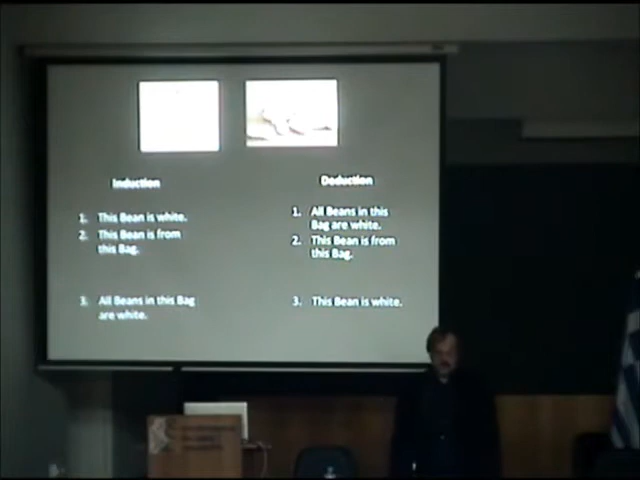 Induction
1. This Bean is white.
2. This Bean is from
this Bag.
3. All Beans in this Bag
are white.
Deduction
1. All Beans in this
Bag are white.
2. This Bean is from
this Bag.
3. This Bean is white.